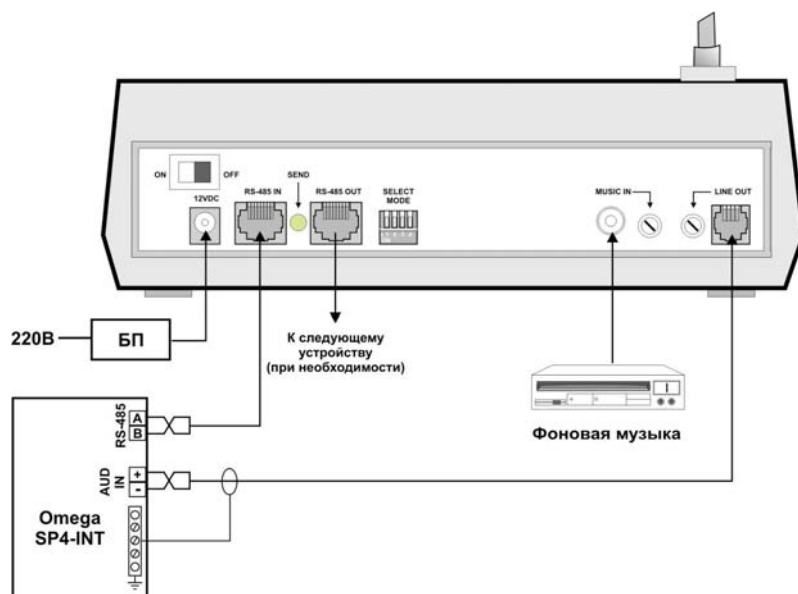 ON
OFF
12VDC
RS-485 IN
SEND
RS-485 OUT
SELECT
MODE
MUSIC IN
LINE OUT
220В
БП
К следующему
устройству
(при необходимости)
Фоновая музыка
RS-485
A
B
AUD
IN
+
-
Omega
SP4-INT